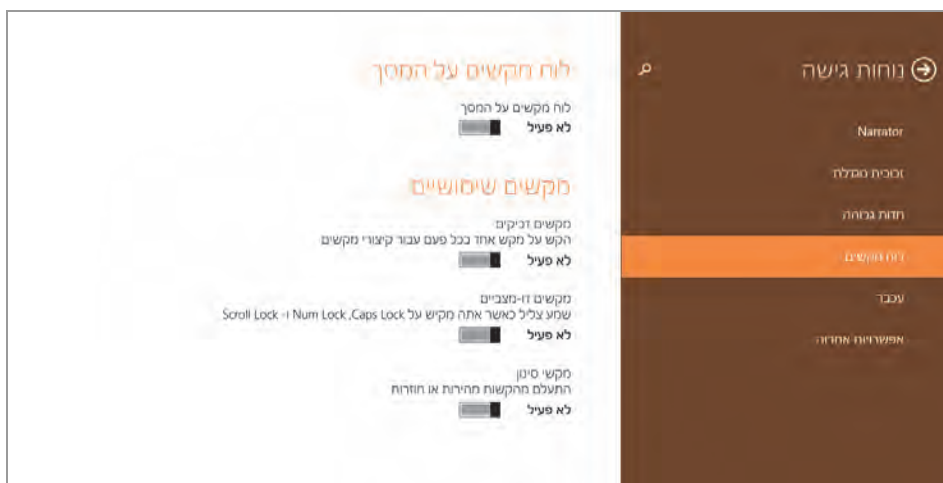 נוחות גישה
Narrator
זכוכית מגדלת
חדות גבוהה
לוח מקשים
עכבר
אפשרויות אחרות
לוח מקשים על המסך
לוח מקשים על המסך
לא פעיל
מקשים שימושיים
מקשים דביקים
הקש על מקש אחד בכל פעם עבור קיצורי מקשים
לא פעיל
מקשים דו-מצביים
שמע צליל כאשר אתה מקיש על Num Lock ,Caps Lock ו- Scroll Lock
לא פעיל
מקשי סינון
התעלם מהקשות מהירות או חוזרות
לא פעיל